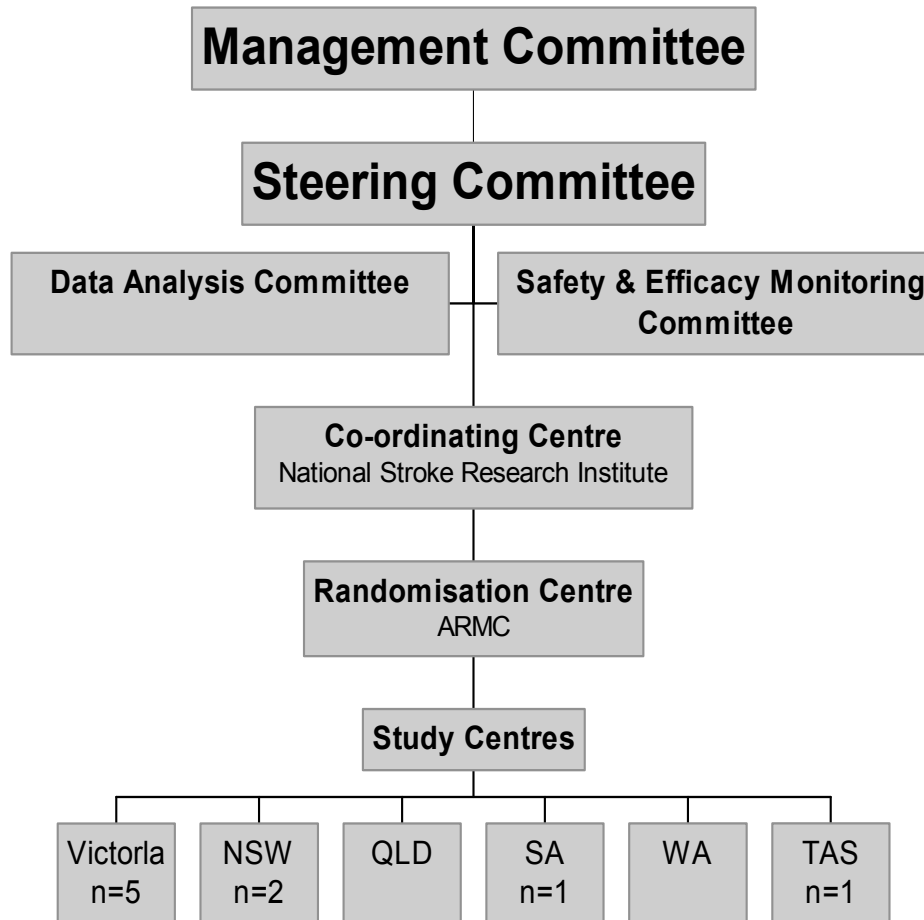 Management Committee
Steering Committee
Data Analysis Committee
Safety & Efficacy Monitoring
Committee
Co-ordinating Centre
National Stroke Research Institute
Randomisation Centre
ARMC
Study Centres
Victorla
n=5
NSW
n=2
QLD
SA
n=1
WA
TAS
n=1